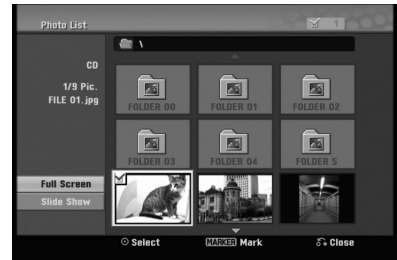 Photo List
1
\
CD
1/9 Pic.
FILE 01.jpg
FOLDER 00 FOLDER 01 FOLDER 02
FOLDER 03 FOLDER 04 FOLDER 5
Full Screen
Slide Show
Select MARKER Mark Close